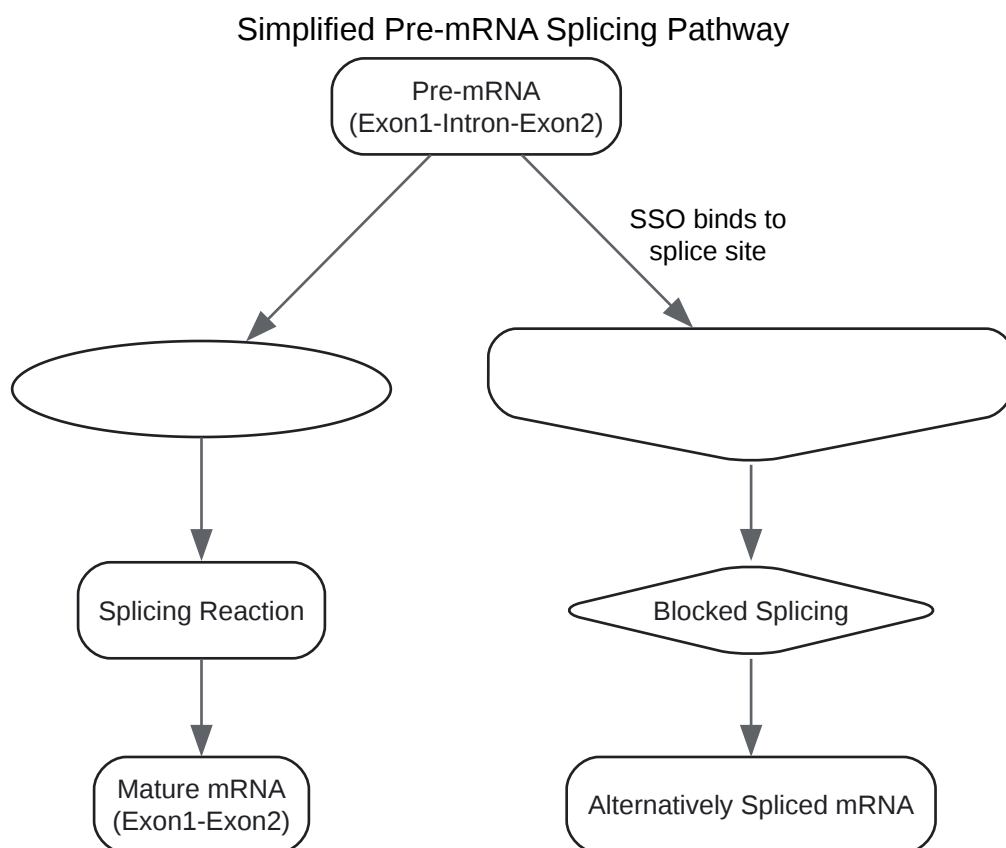 Simplified Pre-mRNA Splicing Pathway
Pre-mRNA
(Exon1-Intron-Exon2)
SSO binds to
splice site
Splicing Reaction
Blocked Splicing
Mature mRNA
(Exon1-Exon2)
Alternatively Spliced mRNA